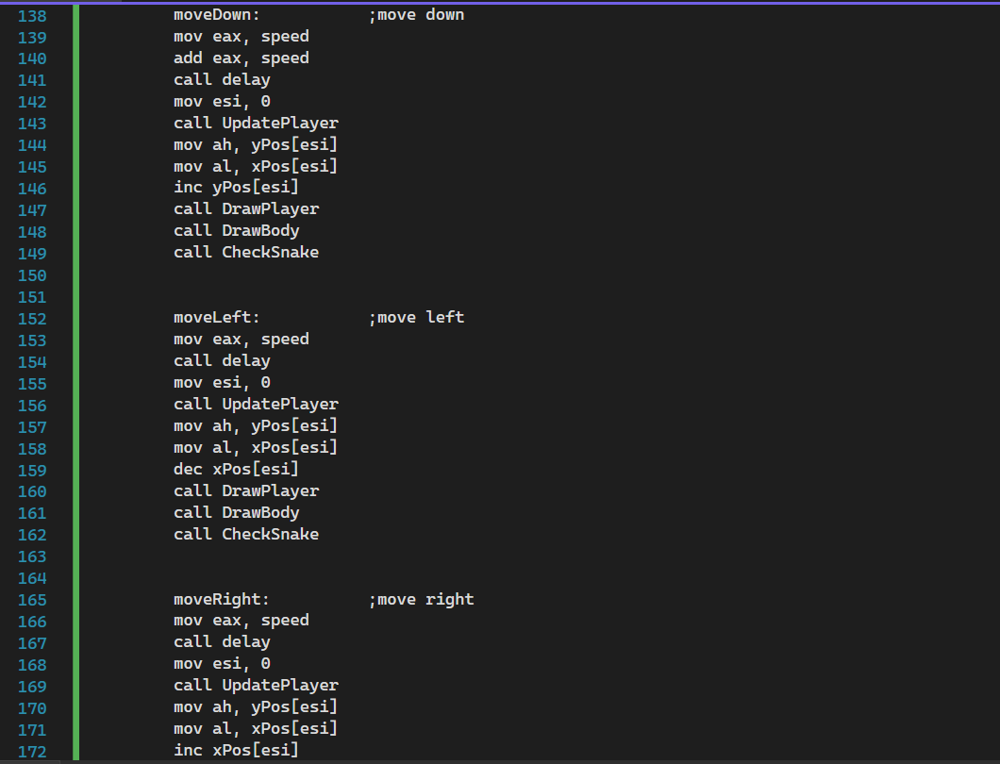 138 moveDown: ;move down
139 mov eax, speed
140 add eax, speed
141 call delay
142 mov esi, 0
143 call UpdatePlayer
144 mov ah, yPos[esi]
145 mov al, xPos[esi]
146 inc yPos[esi]
147 call DrawPlayer
148 call DrawBody
149 call CheckSnake
150
151
152 moveLeft: ;move left
153 mov eax, speed
154 call delay
155 mov esi, 0
156 call UpdatePlayer
157 mov ah, yPos[esi]
158 mov al, xPos[esi]
159 dec xPos[esi]
160 call DrawPlayer
161 call DrawBody
162 call CheckSnake
163
164
165 moveRight: ;move right
166 mov eax, speed
167 call delay
168 mov esi, 0
169 call UpdatePlayer
170 mov ah, yPos[esi]
171 mov al, xPos[esi]
172 inc xPos[esi]